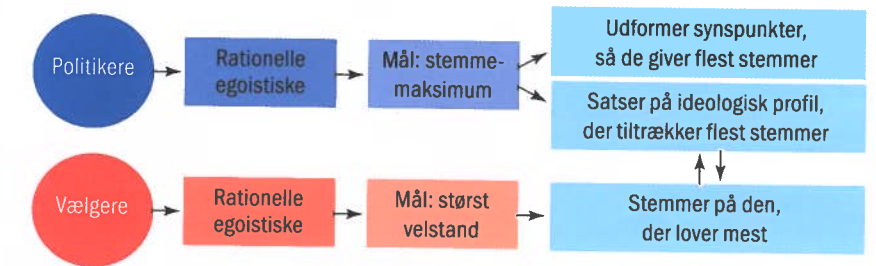 Politikere
Rationelle
egoistiske
Mål: stemme-
maksimum
Udformer synspunkter,
så de giver flest stemmer
Satser på ideologisk profil,
der tiltrækker flest stemmer
Vælgere
Rationelle
egoistiske
Mål: størst
velstand
Stemmer på den,
der lover mest